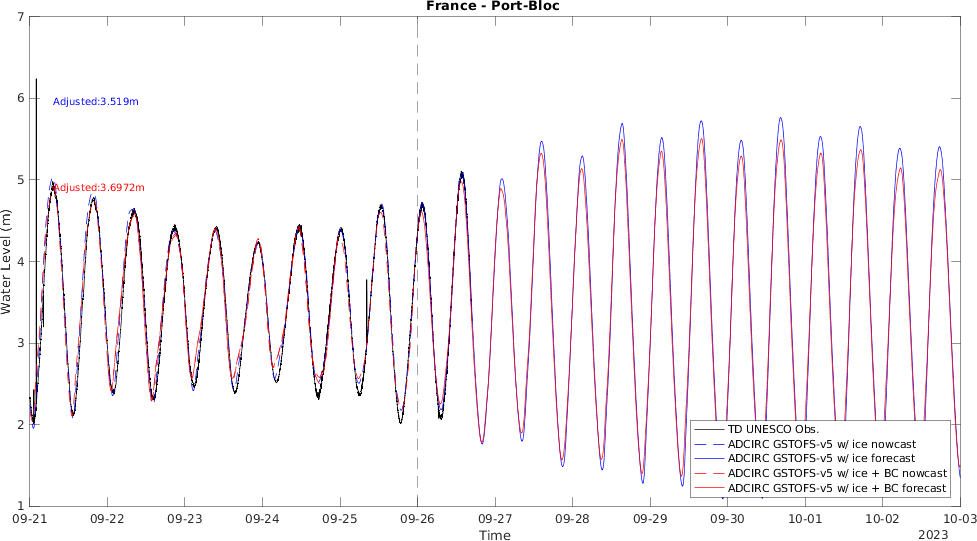 France - Port-Bloc
7
6
5
4
3
2
1
Water Level (m)
Adjusted:3.519m
Adjusted:3.6972m
TD UNESCO Obs.
ADCIRC GSTOFS-v5 w/ ice nowcast
ADCIRC GSTOFS-v5 w/ ice forecast
ADCIRC GSTOFS-v5 w/ ice + BC nowcast
ADCIRC GSTOFS-v5 w/ ice + BC forecast
09-21 09-22 09-23 09-24 09-25 09-26 09-27 09-28 09-29 09-30 10-01 10-02 10-03
Time
2023